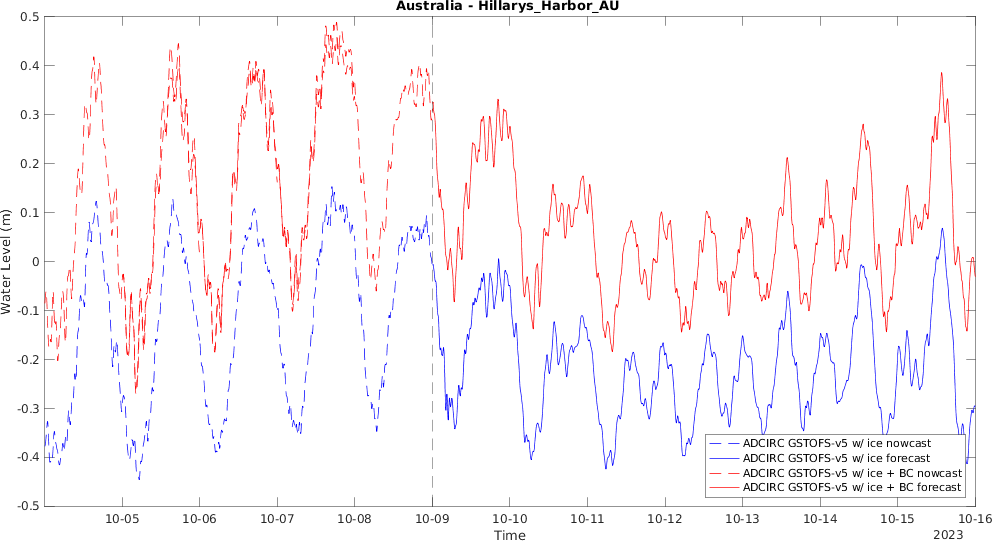 Australia - Hillarys_Harbor_AU
Water Level (m)
0.5
0.4
0.3
0.2
0.1
0
-0.1
-0.2
-0.3
-0.4
-0.5
ADCIRC GSTOFS-v5 w/ ice nowcast
ADCIRC GSTOFS-v5 w/ ice forecast
ADCIRC GSTOFS-v5 w/ ice + BC nowcast
ADCIRC GSTOFS-v5 w/ ice + BC forecast
10-05 10-06 10-07 10-08 10-09 10-10 10-11 10-12 10-13 10-14 10-15 10-16
Time
2023